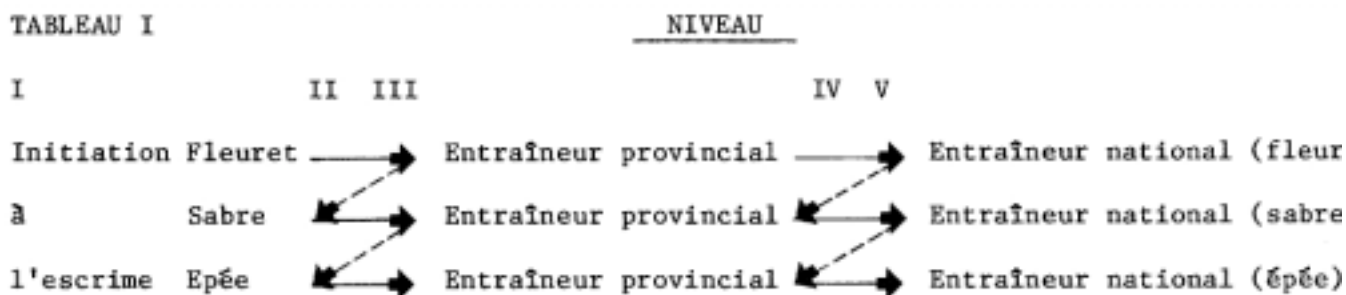 TABLEAU I NIVEAU
I II III IV V
Initiation Fleuret Entraîneur provincial Entraîneur national (fleur
à Sabre Entraîneur provincial Entraîneur national (sabre
l'escrime Epée Entraîneur provincial Entraîneur national (épée)